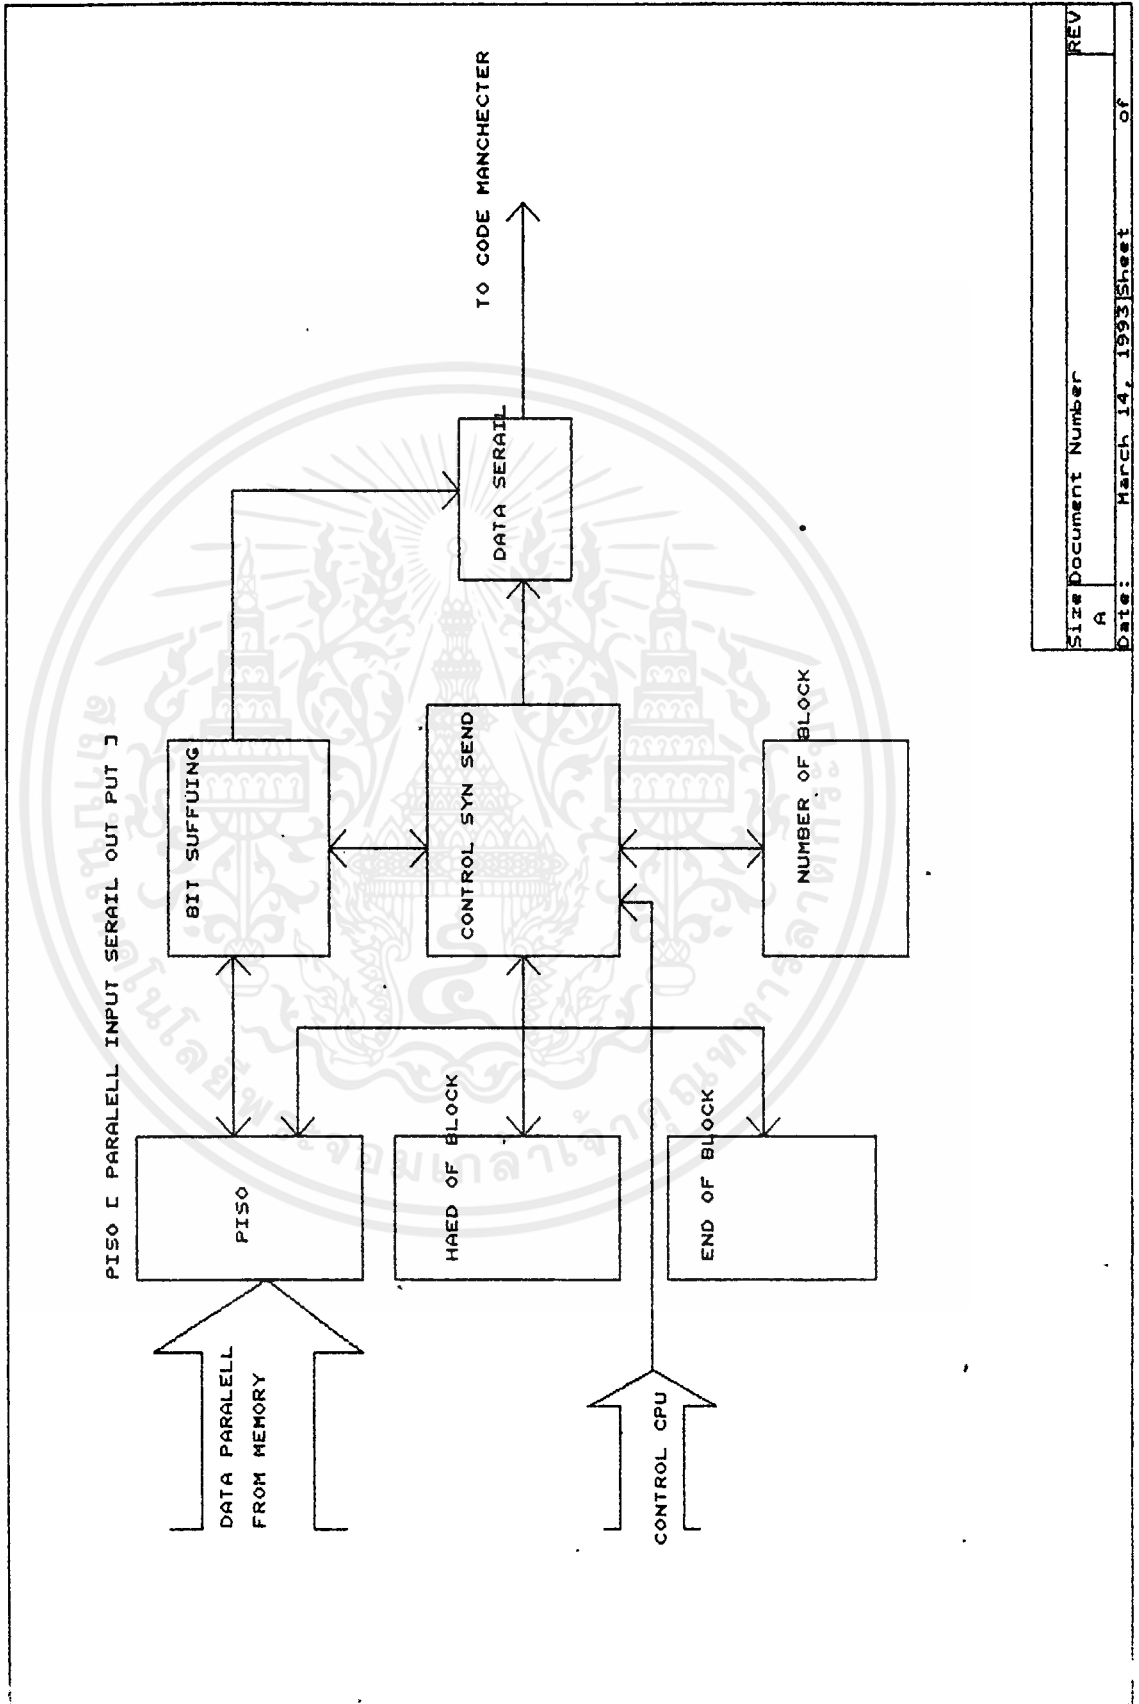 PISO [ PARALELL INPUT SERAIL OUT PUT ]
DATA PARALELL
FROM MEMORY
PISO
BIT SUFFUING
HAED OF BLOCK
CONTROL SYN SEND
DATA SERAIL
TO CODE MANCHECTER
CONTROL CPU
END OF BLOCK
NUMBER OF BLOCK
Size
Document Number
REV
A
Date: March 14, 1993
Sheet of